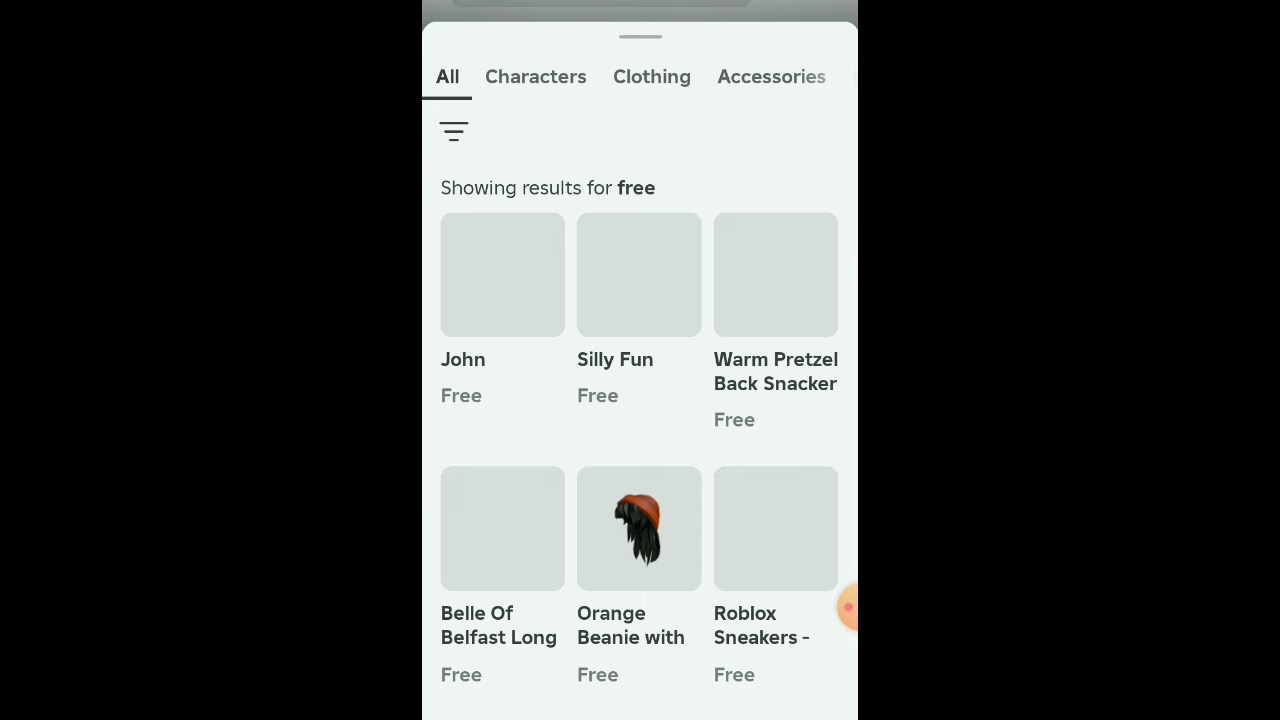 All Characters Clothing Accessories
Showing results for free
John Silly Fun Warm Pretzel
Back Snacker
Free Free Free
Belle Of Orange Roblox
Belfast Long Beanie with Sneakers -
Free Free Free